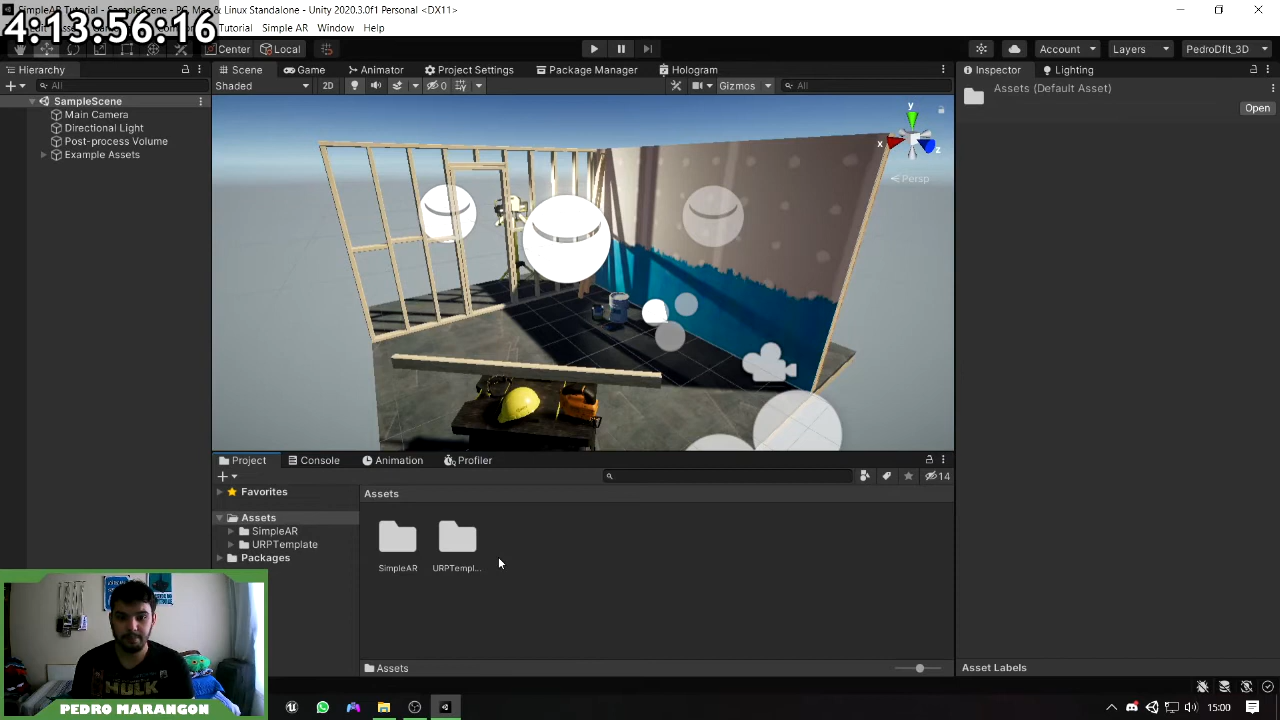 SimpleAR Tutorial - SampleScene - PC, Mac & Linux Standalone - Unity 2020.3.0f1 Personal <DX11>
4:13:56:16
Tutorial Simple AR Window Help
Center Local
Account Layers PedroDfit_3D
Hierarchy
Scene Game Animator Project Settings Package Manager Hologram
Inspector Lighting
All
Shaded 2D 0 Gizmos All
SampleScene
Main Camera
Directional Light
Post-process Volume
Example Assets
Assets (Default Asset)
Open
y
x z
Persp
Project Console Animation Profiler
14
Favorites
Assets
SimpleAR
URPTemplate
Packages
Assets
SimpleAR URPTempl...
Assets
Asset Labels
HULK
PEDRO MARANGON
15:00